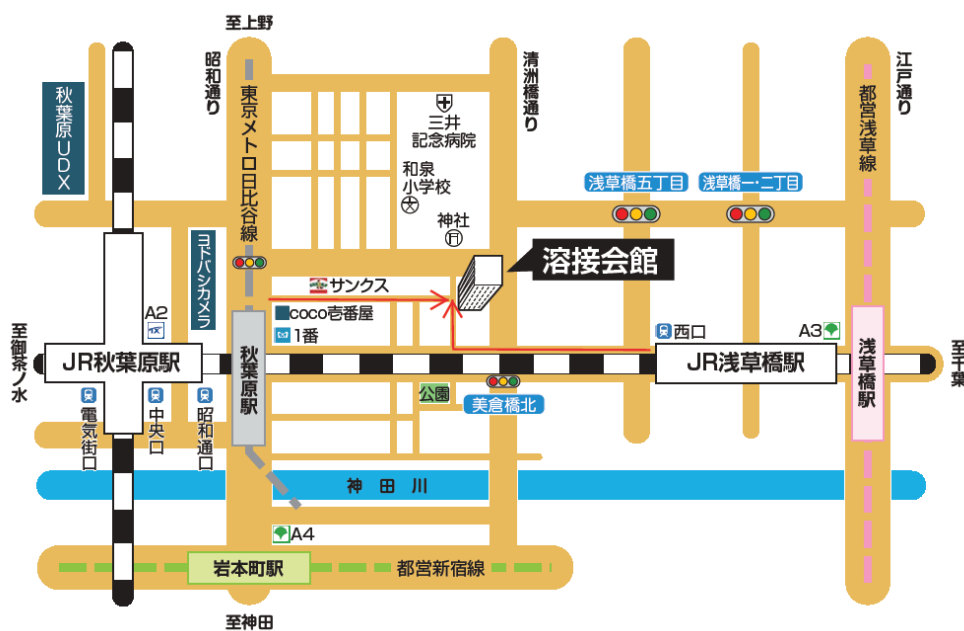 至上野
昭和通り
清洲橋通り
江戸通り
秋葉原UDX
東京メトロ日比谷線
都営浅草線
三井
記念病院
和泉
小学校
神社
浅草橋五丁目
浅草橋一・二丁目
ヨドバシカメラ
溶接会館
サンクス
coco壱番屋
1番
A2
西口
A3
至御茶ノ水
JR秋葉原駅
秋葉原駅
JR浅草橋駅
浅草橋駅
至千葉
公園
美倉橋北
電気街口
中央口
昭和通口
神田川
A4
岩本町駅
都営新宿線
至神田